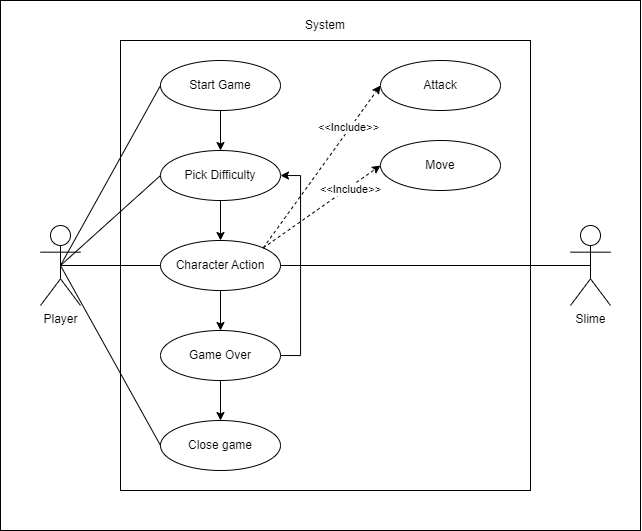 System
Start Game
Attack
<<Include>>
Pick Difficulty
Move
<<Include>>
Character Action
Player
Slime
Game Over
Close game